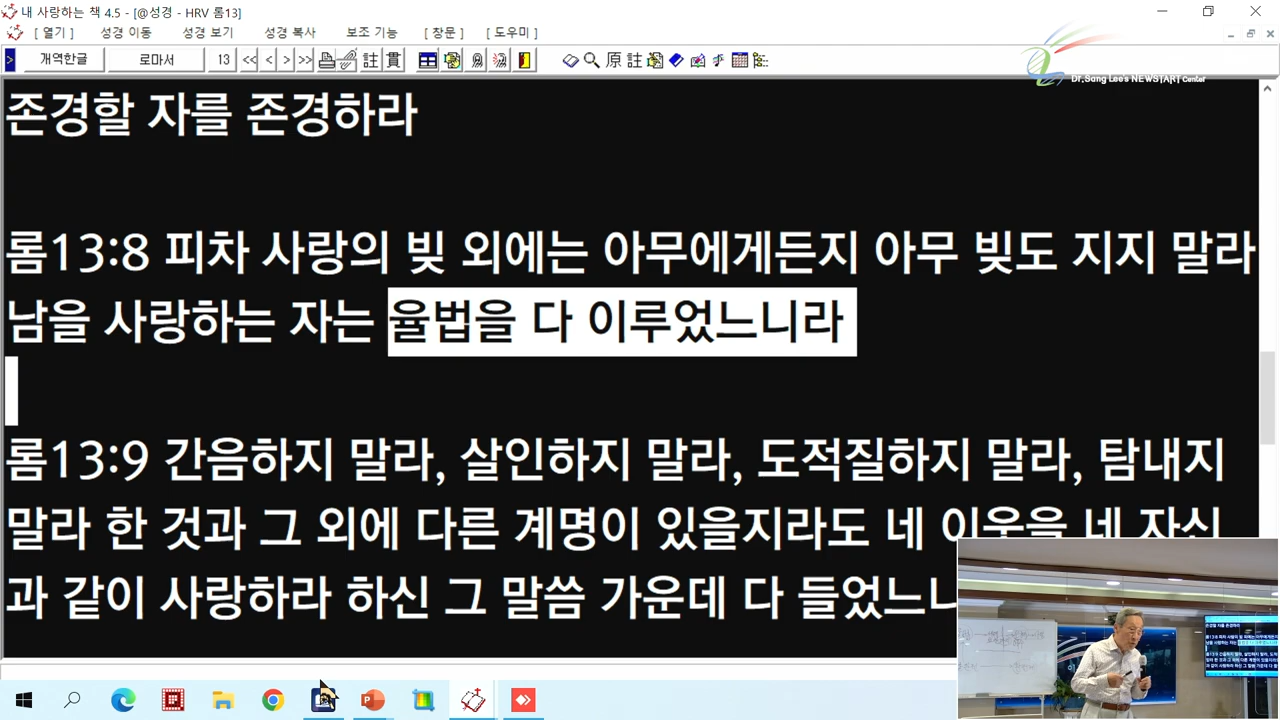 내 사랑하는 책 4.5 - [@성경 - HRV 롬13]
[ 열기 ] 성경 이동 성경 보기 성경 복사 보조 기능 [ 창문 ] [ 도우미 ]
> 개역한글 로마서 13 << < > >> 註 貫 原 註
Dr.Sang Lee's NEWSTART Center
존경할 자를 존경하라
롬13:8 피차 사랑의 빚 외에는 아무에게든지 아무 빚도 지지 말라
남을 사랑하는 자는 율법을 다 이루었느니라
롬13:9 간음하지 말라, 살인하지 말라, 도적질하지 말라, 탐내지
말라 한 것과 그 외에 다른 계명이 있을지라도 네 이웃을 네 자신
과 같이 사랑하라 하신 그 말씀 가운데 다 들었느니